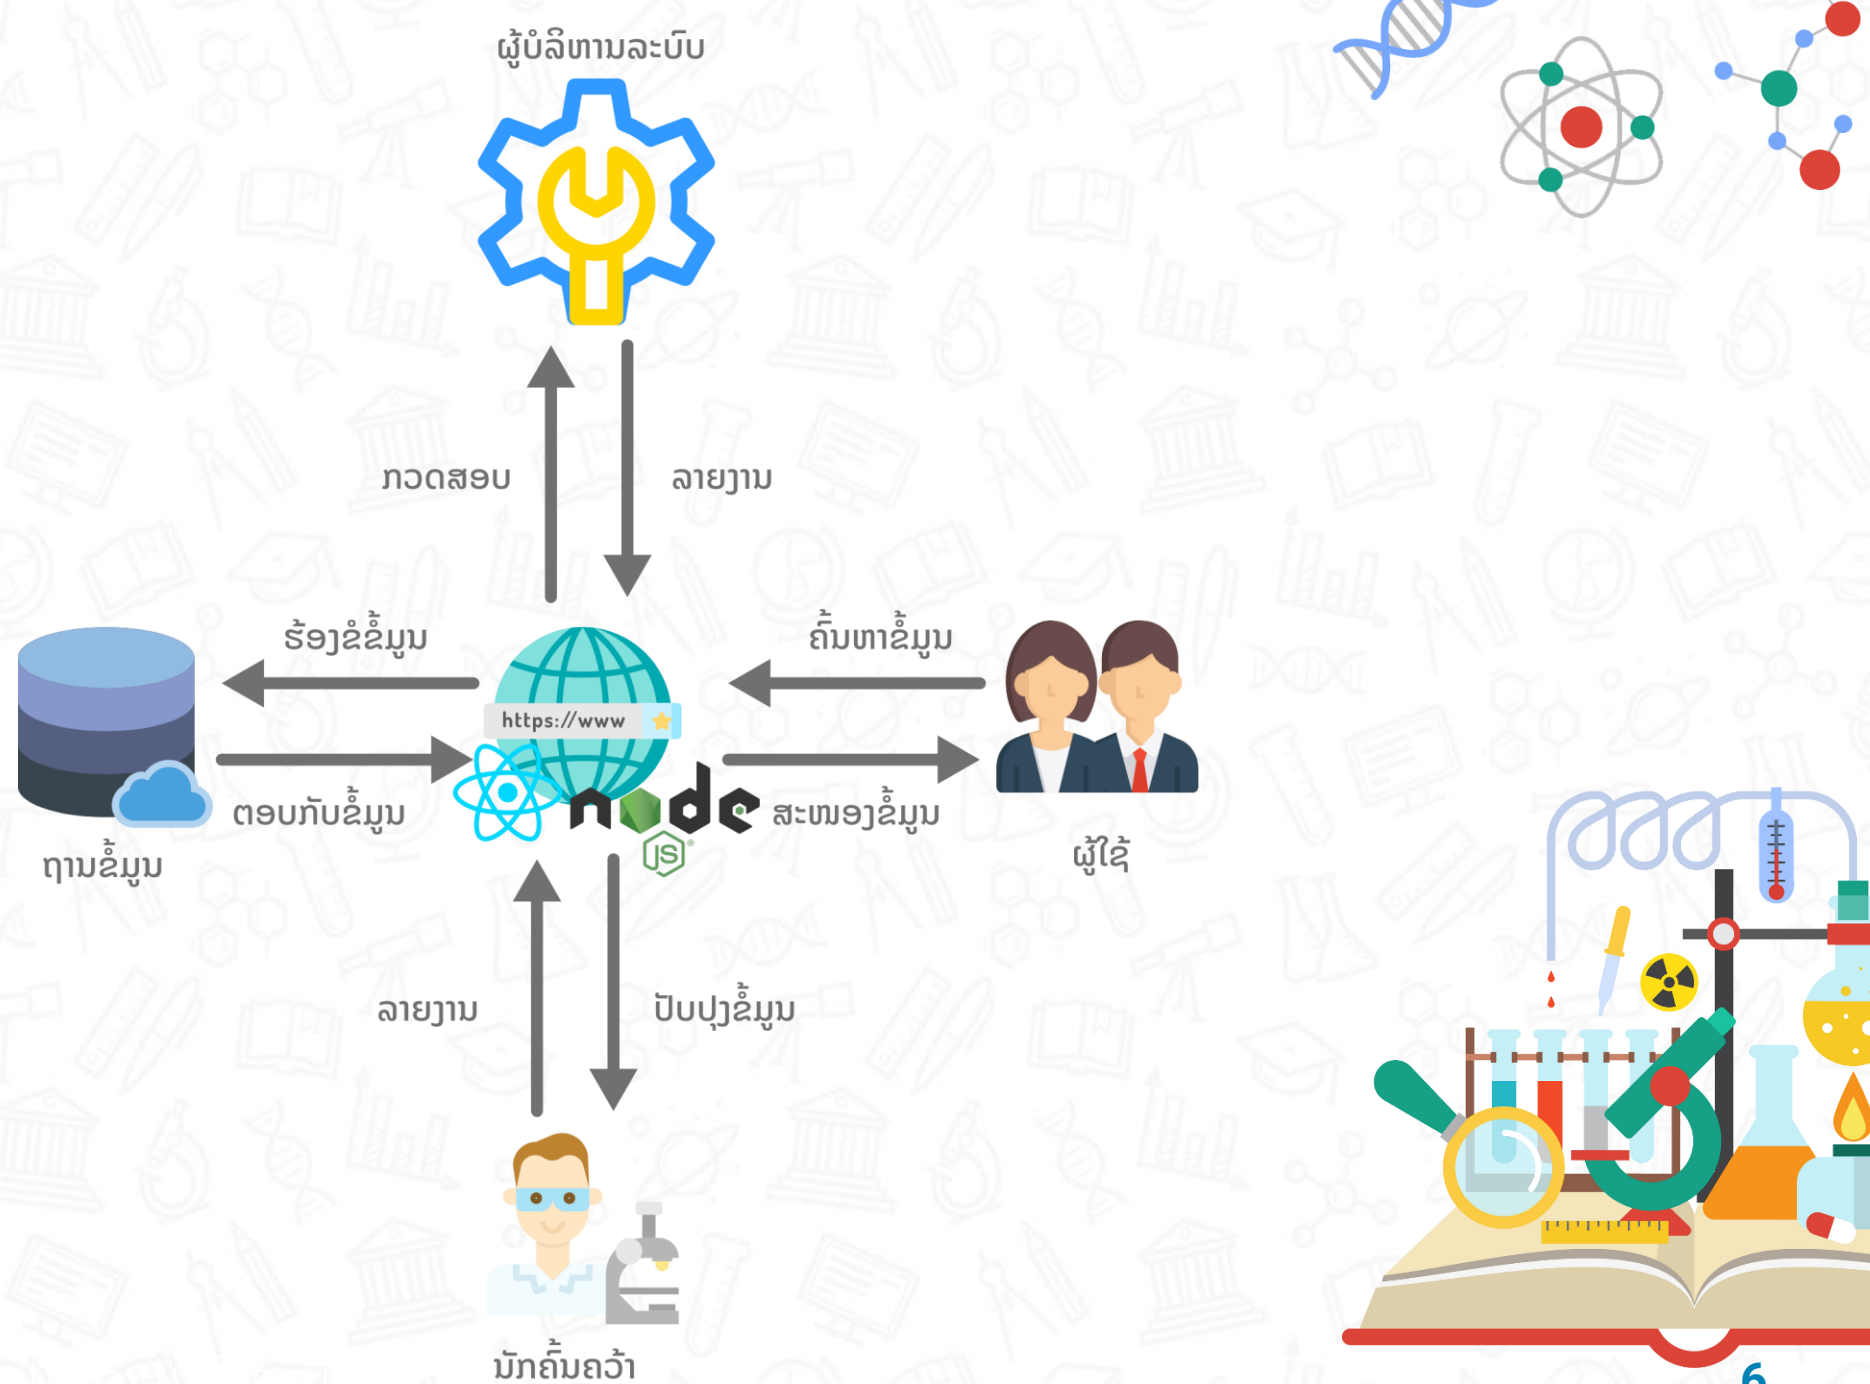 ຜູ້ບໍລິຫານລະບົບ
ກວດສອບ
ລາຍງານ
ຮ້ອງຂໍຂໍ້ມູນ
ຄົ້ນຫາຂໍ້ມູນ
https://www
ຕອບກັບຂໍ້ມູນ
node
JS
ສະໜອງຂໍ້ມູນ
ຖານຂໍ້ມູນ
ຜູ້ໃຊ້
ລາຍງານ
ປັບປຸງຂໍ້ມູນ
ນັກຄົ້ນຄວ້າ
6